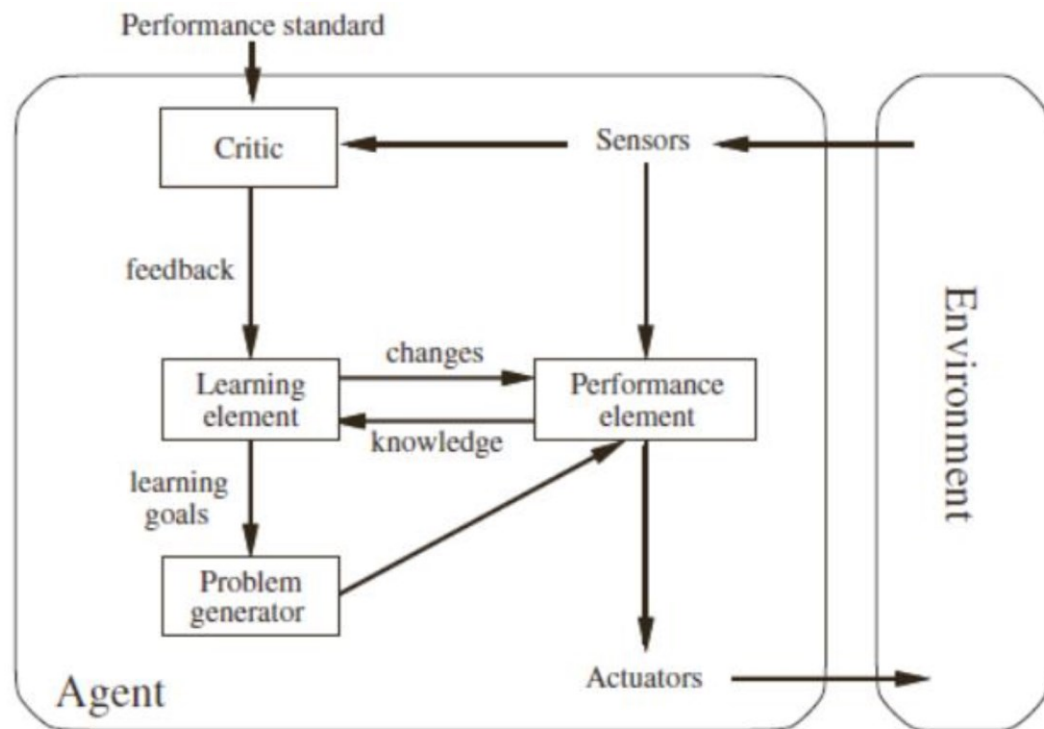 Performance standard
Critic
Sensors
feedback
Learning
element
changes
knowledge
Performance
element
Environment
learning
goals
Problem
generator
Agent
Actuators